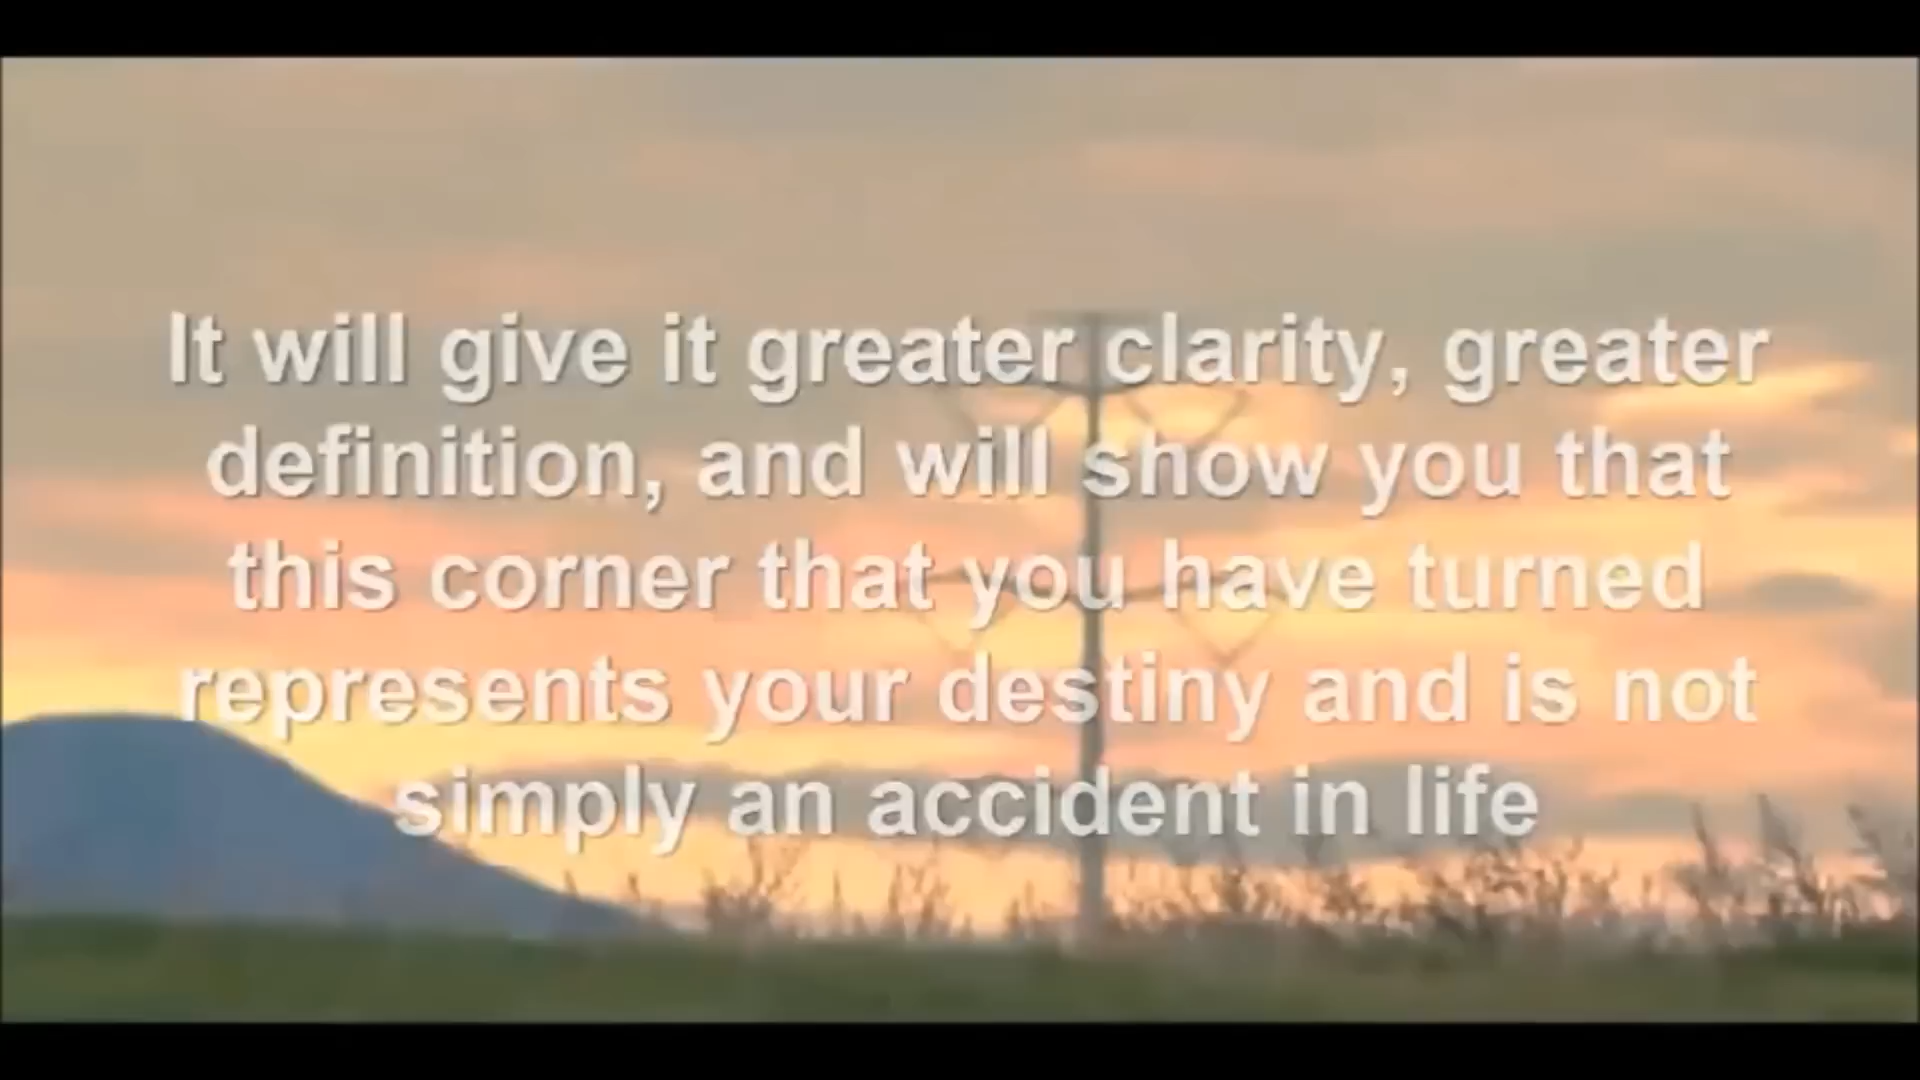 It will give it greater clarity, greater
definition, and will show you that
this corner that you have turned
represents your destiny and is not
simply an accident in life